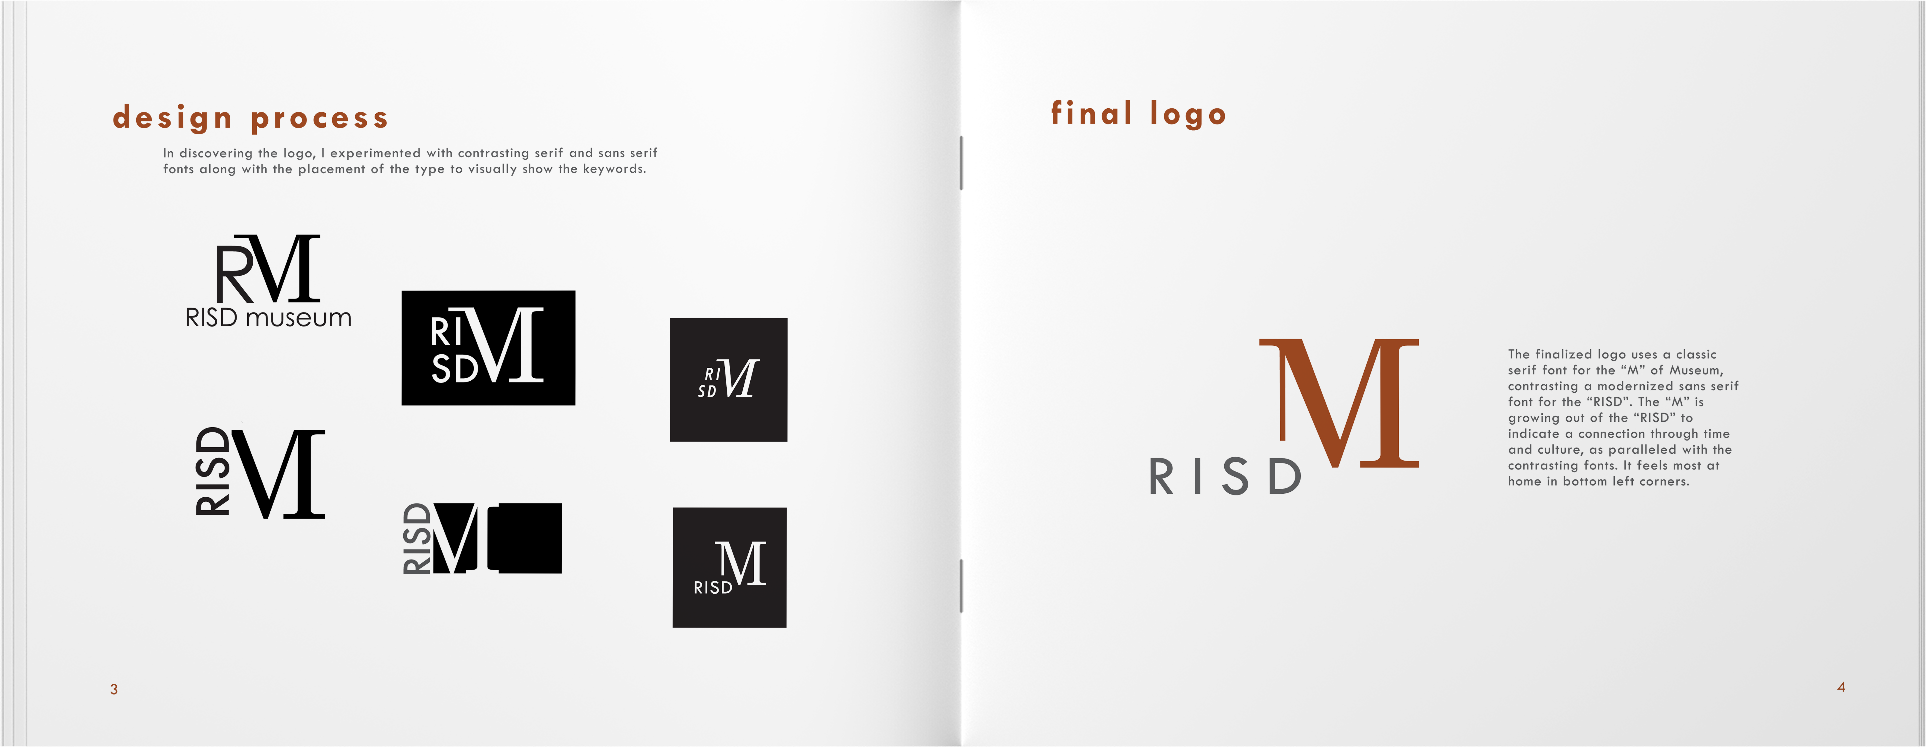 design process
In discovering the logo, I experimented with contrasting serif and sans serif
fonts along with the placement of the type to visually show the keywords.
RM
RISD museum
RI
SD M
RI
SD M
RISD M
RISD M
RISD M
3
final logo
RISD M
The finalized logo uses a classic
serif font for the “M” of Museum,
contrasting a modernized sans serif
font for the “RISD”. The “M” is
growing out of the “RISD” to
indicate a connection through time
and culture, as paralleled with the
contrasting fonts. It feels most at
home in bottom left corners.
4